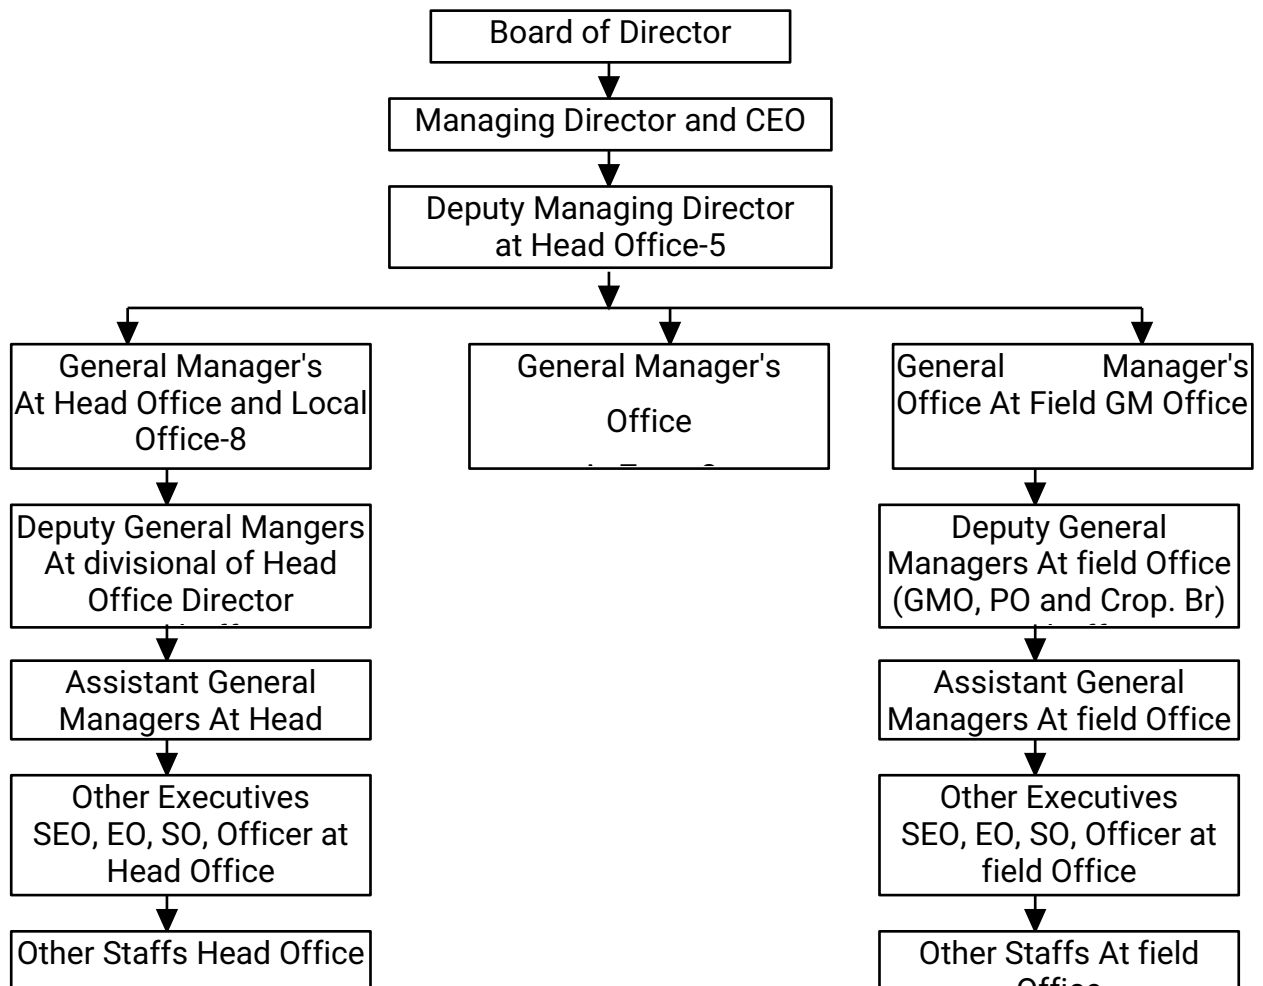 Board of Director
Managing Director and CEO
Deputy Managing Director
at Head Office-5
General Manager's
At Head Office and Local
Office-8
General Manager's
Office
General Manager's
Office At Field GM Office
Deputy General Mangers
At divisional of Head
Office Director
Deputy General
Managers At field Office
(GMO, PO and Crop. Br)
Assistant General
Managers At Head
Assistant General
Managers At field Office
Other Executives
SEO, EO, SO, Officer at
Head Office
Other Executives
SEO, EO, SO, Officer at
field Office
Other Staffs Head Office
Other Staffs At field